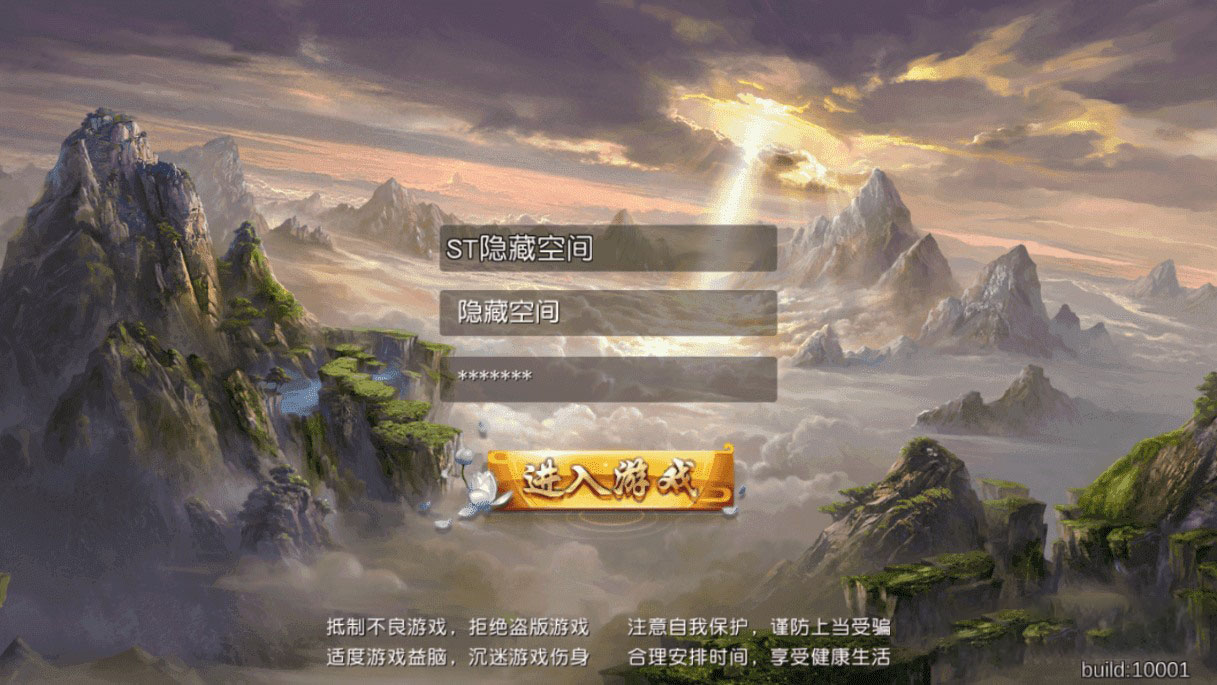 ST隐藏空间
隐藏空间
*******
进入游戏
抵制不良游戏，拒绝盗版游戏 注意自我保护，谨防上当受骗
适度游戏益脑，沉迷游戏伤身 合理安排时间，享受健康生活
build:10001